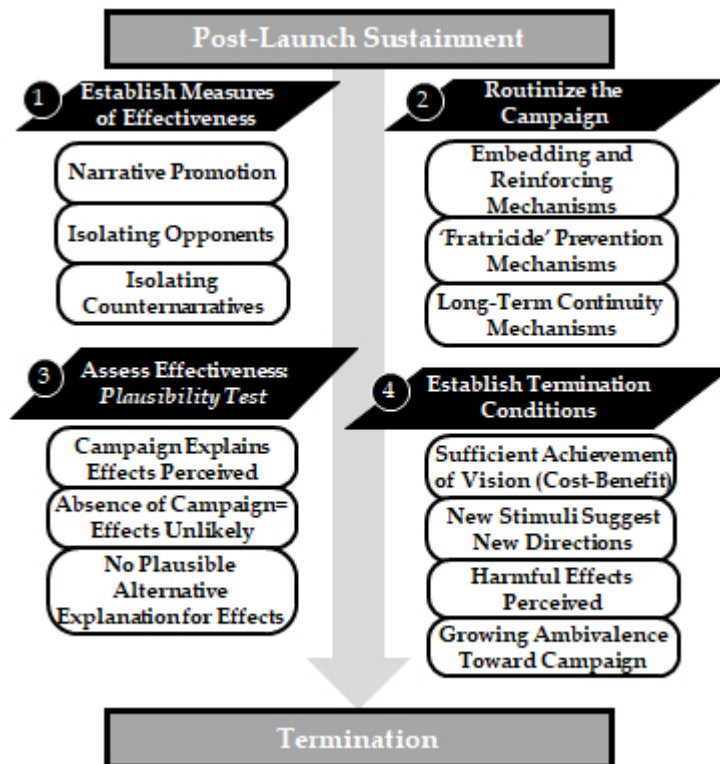 Post-Launch Sustainment
1
Establish Measures
of Effectiveness
Narrative Promotion
Isolating Opponents
Isolating
Counternarratives
2
Routinize the
Campaign
Embedding and
Reinforcing
Mechanisms
'Fratricide' Prevention
Mechanisms
Long-Term Continuity
Mechanisms
3
Assess Effectiveness:
Plausibility Test
Campaign Explains
Effects Perceived
Absence of Campaign=
Effects Unlikely
No Plausible
Alternative
Explanation for Effects
4
Establish Termination
Conditions
Sufficient Achievement
of Vision (Cost-Benefit)
New Stimuli Suggest
New Directions
Harmful Effects
Perceived
Growing Ambivalence
Toward Campaign
Termination